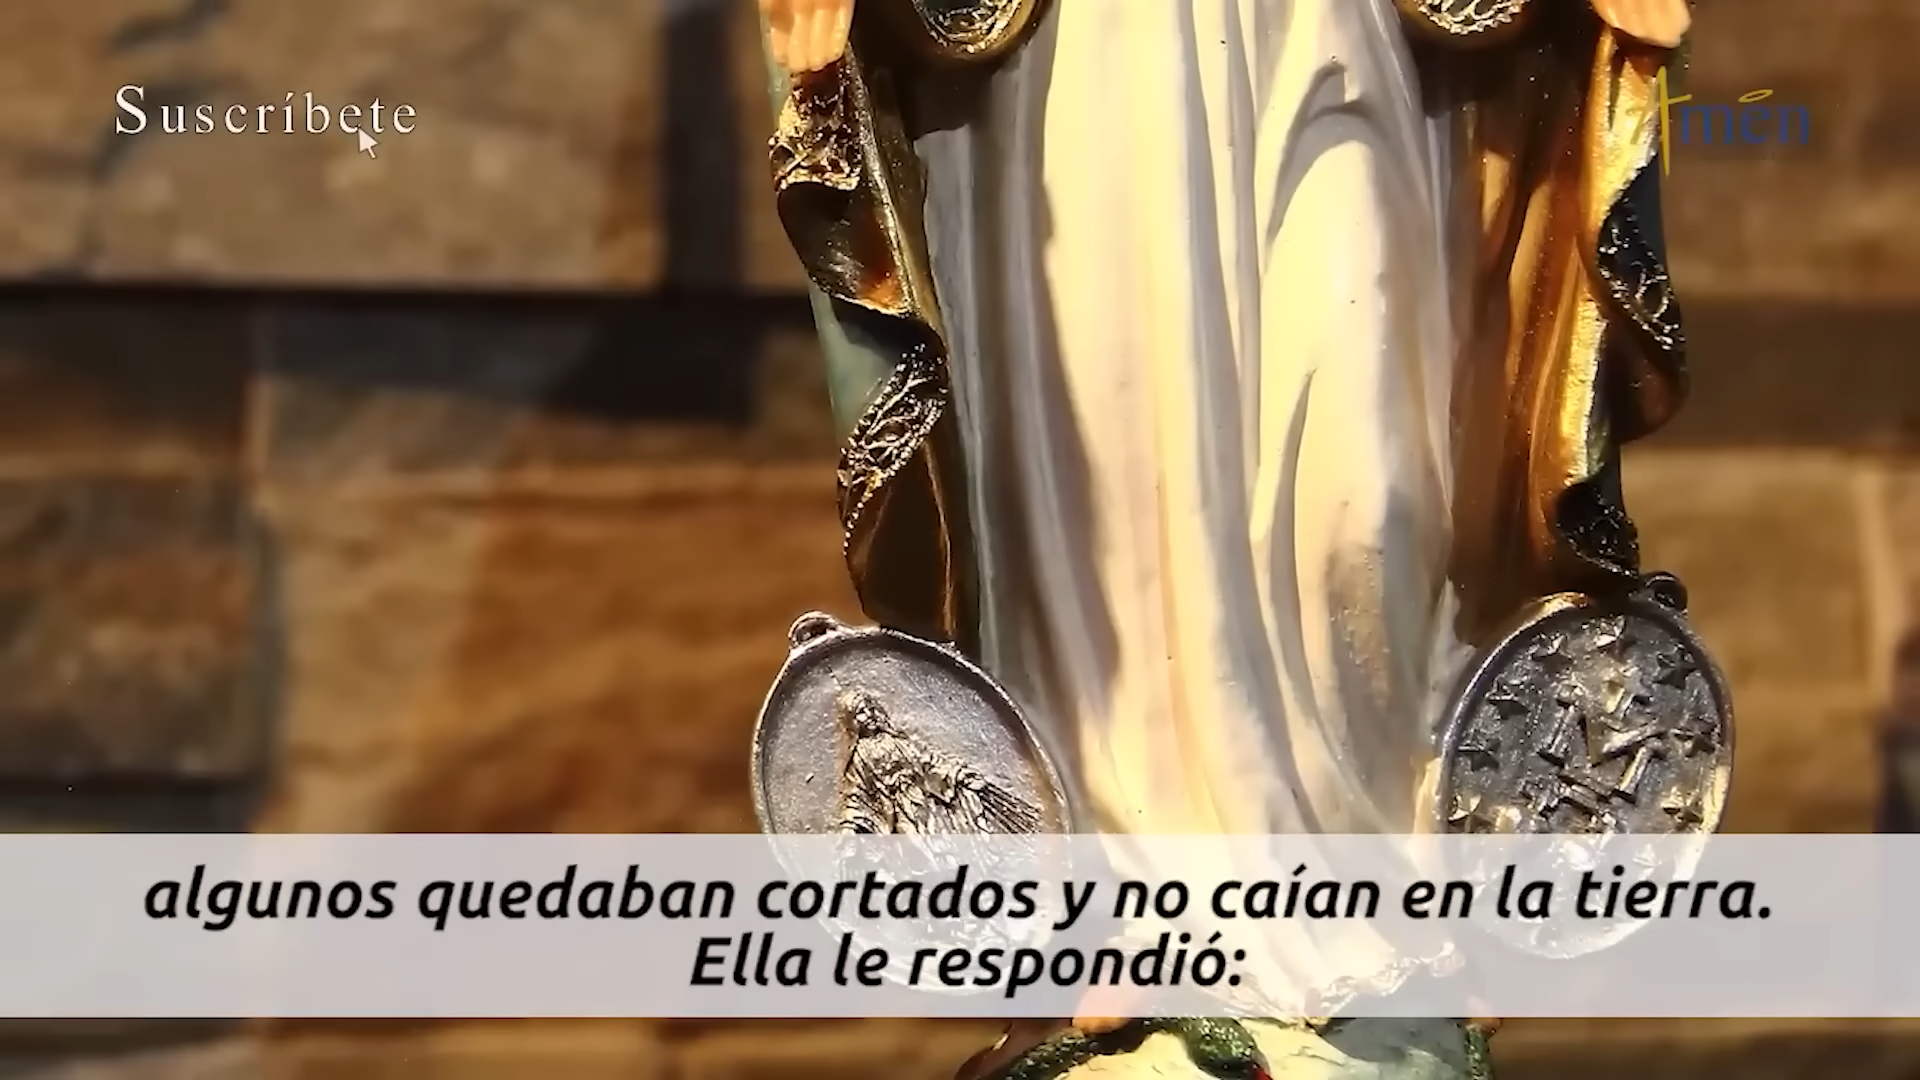 Suscríbete
Amén
algunos quedaban cortados y no caían en la tierra.
Ella le respondió: